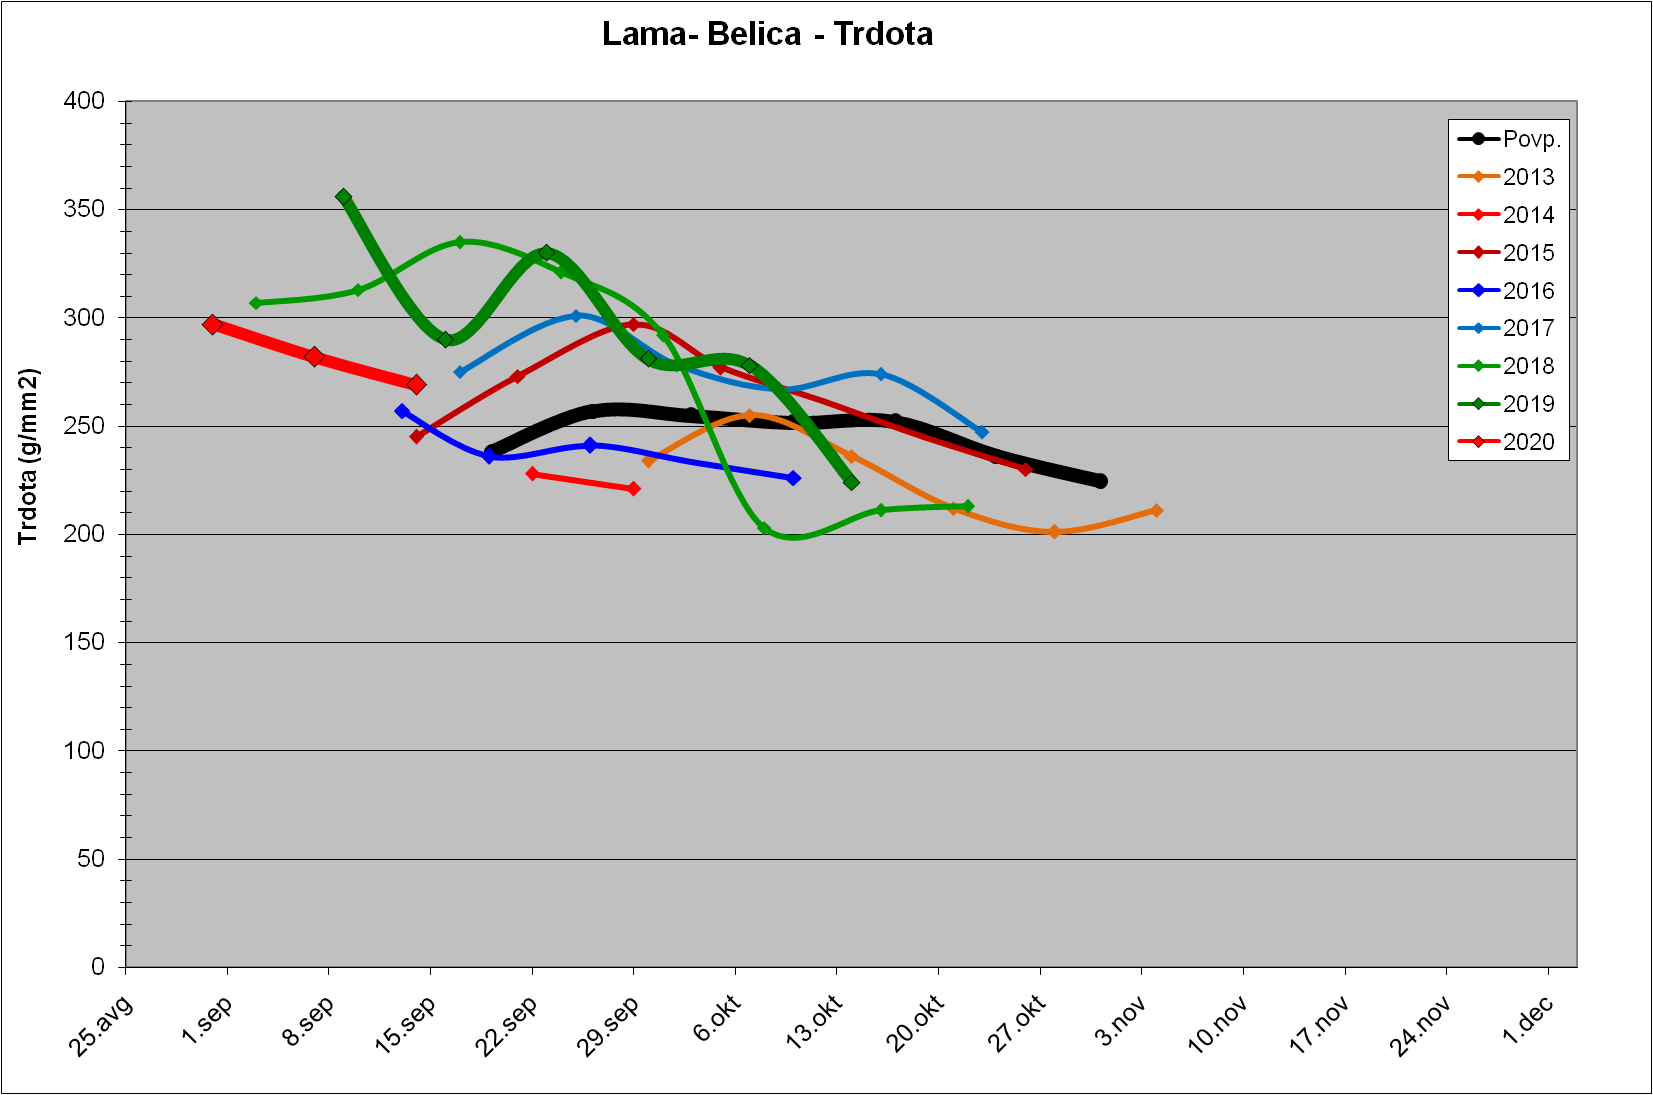 Lama- Belica - Trdota
Trdota (g/mm2)
400
350
300
250
200
150
100
50
0
25.avg
1.sep
8.sep
15.sep
22.sep
29.sep
6.okt
13.okt
20.okt
27.okt
3.nov
10.nov
17.nov
24.nov
1.dec
Povp.
2013
2014
2015
2016
2017
2018
2019
2020